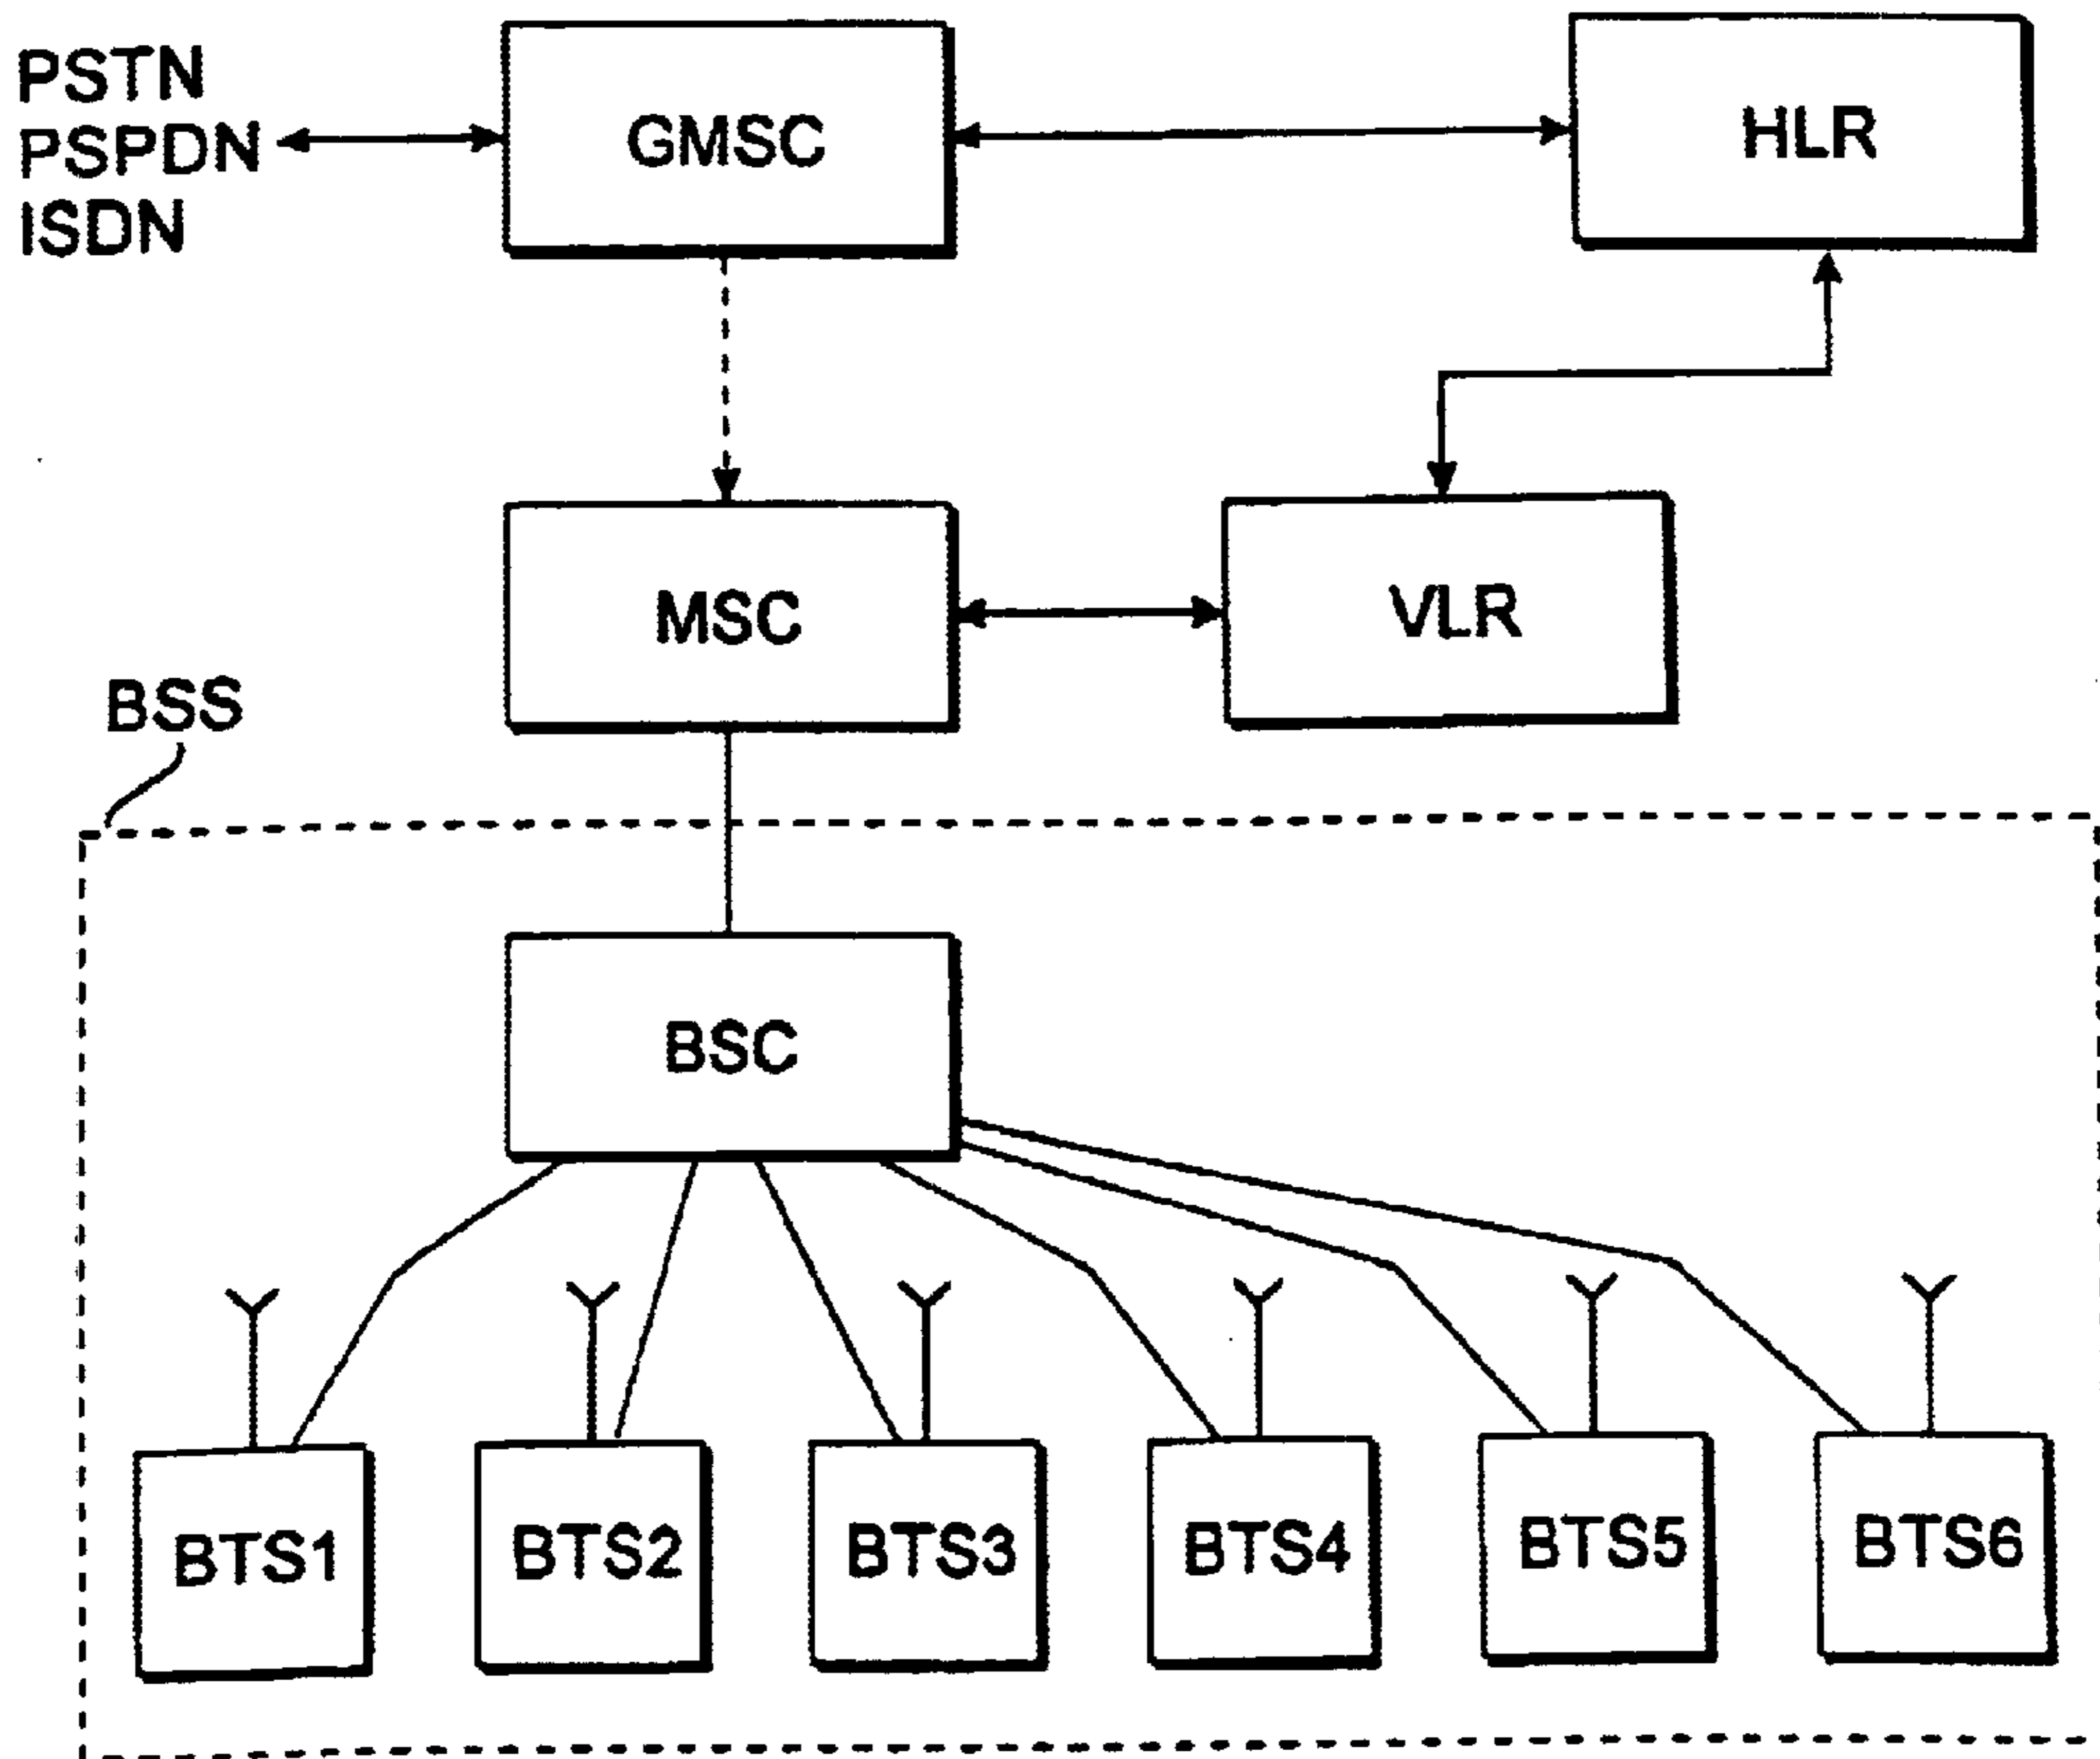 PSTN
PSPDN
ISDN
GMSC
HLR
MSC
VLR
BSS
BSC
BTS1
BTS2
BTS3
BTS4
BTS5
BTS6